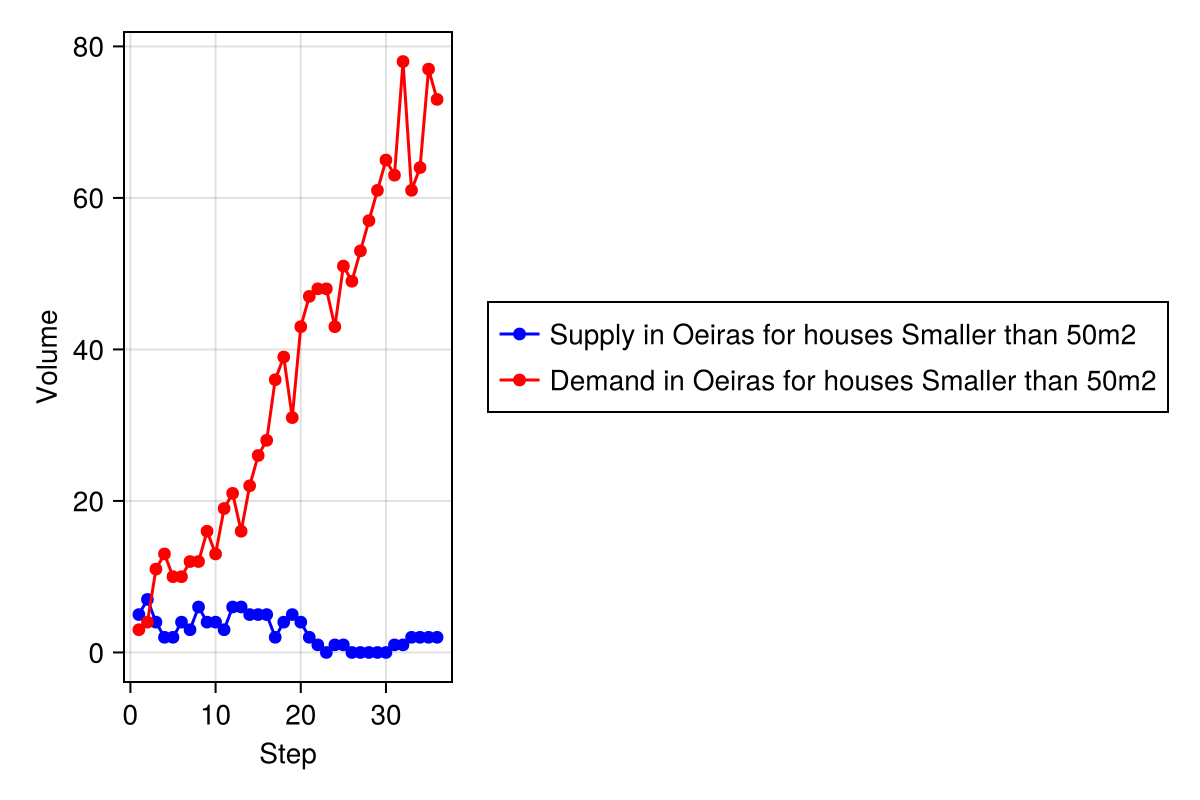 80
60
40
20
0
Volume
0 10 20 30
Step
Supply in Oeiras for houses Smaller than 50m2
Demand in Oeiras for houses Smaller than 50m2